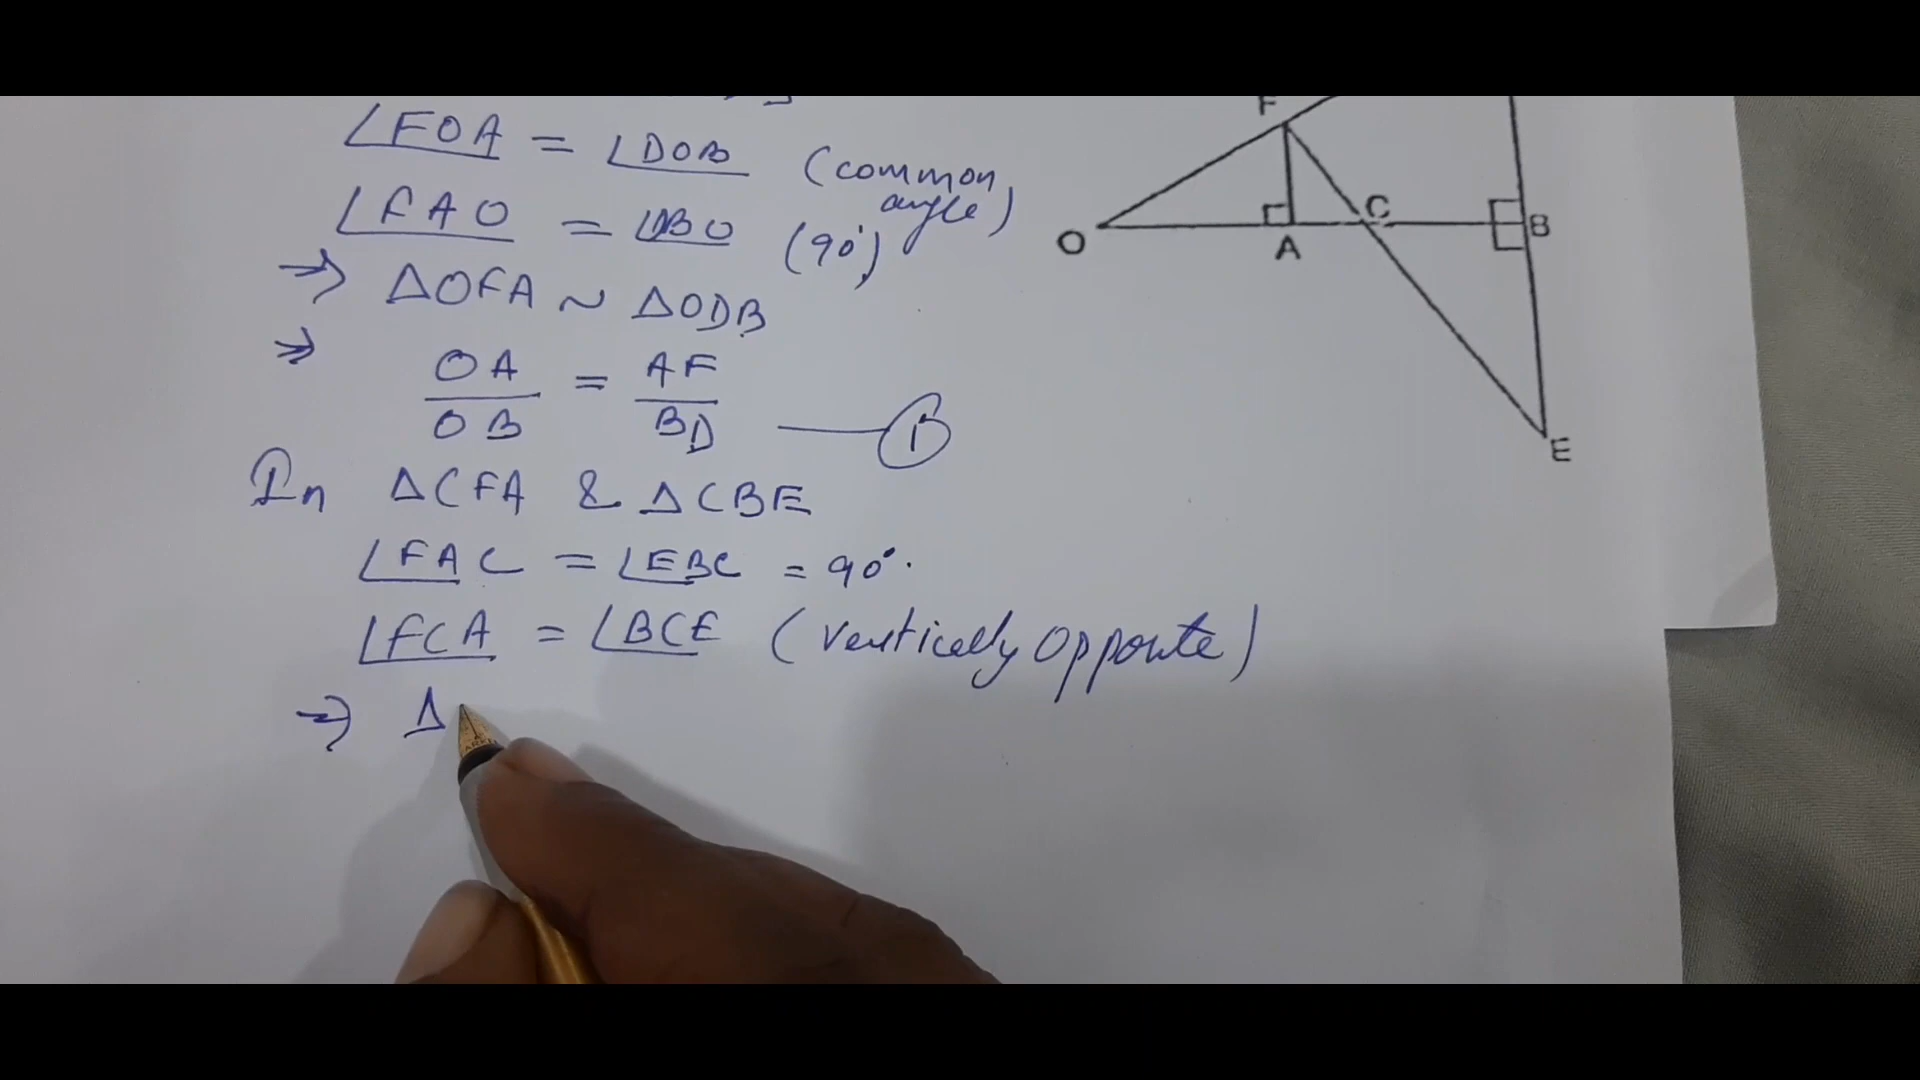 ∠FOA = ∠DOB (common angle)
∠FAO = ∠DBO (90°)
⇒ ΔOFA ~ ΔODB
⇒ OA/OB = AF/BD —
In ΔCFA & ΔCBE
∠FAC = ∠EBC = 90°.
∠FCA = ∠BCE (Vertically Opposite)
⇒ Δ
F
O
A
C
B
E